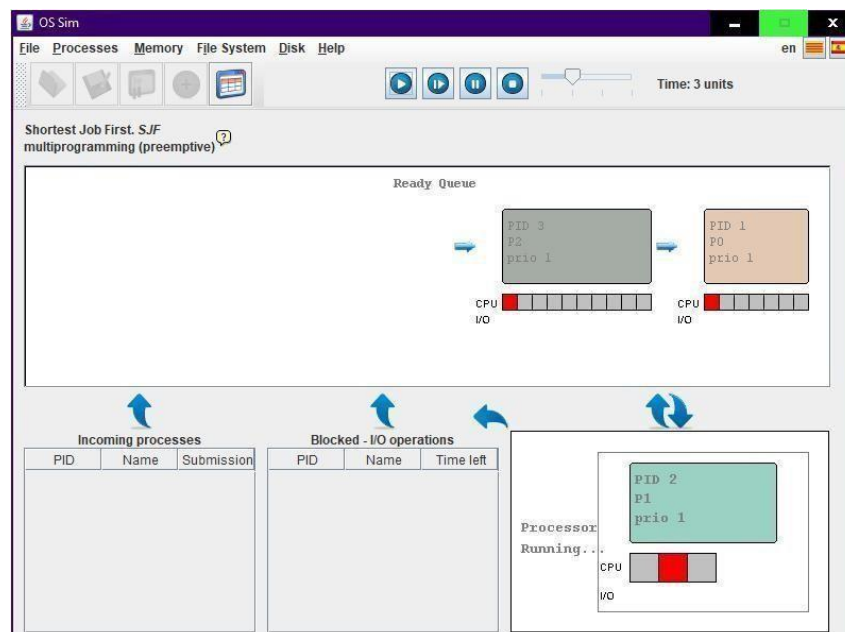 OS Sim
File Processes Memory File System Disk Help en
Time: 3 units
Shortest Job First. SJF
multiprogramming (preemptive)
Ready Queue
PID 3
P2
prio 1
CPU
I/O
PID 1
P0
prio 1
CPU
I/O
Incoming processes
PID Name Submission
Blocked - I/O operations
PID Name Time left
Processor
Running...
PID 2
P1
prio 1
CPU
I/O